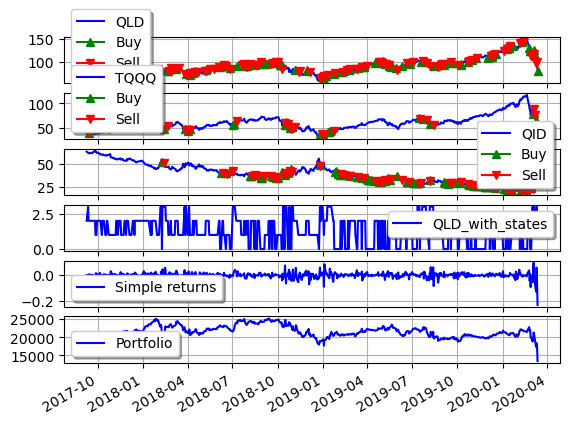 QLD
Buy
Sell
150
100
TQQQ
Buy
Sell
100
50
QID
Buy
Sell
50
25
QLD_with_states
2.5
0.0
Simple returns
0.0
−0.2
Portfolio
25000
20000
15000
2017-10 2018-01 2018-04 2018-07 2018-10 2019-01 2019-04 2019-07 2019-10 2020-01 2020-04